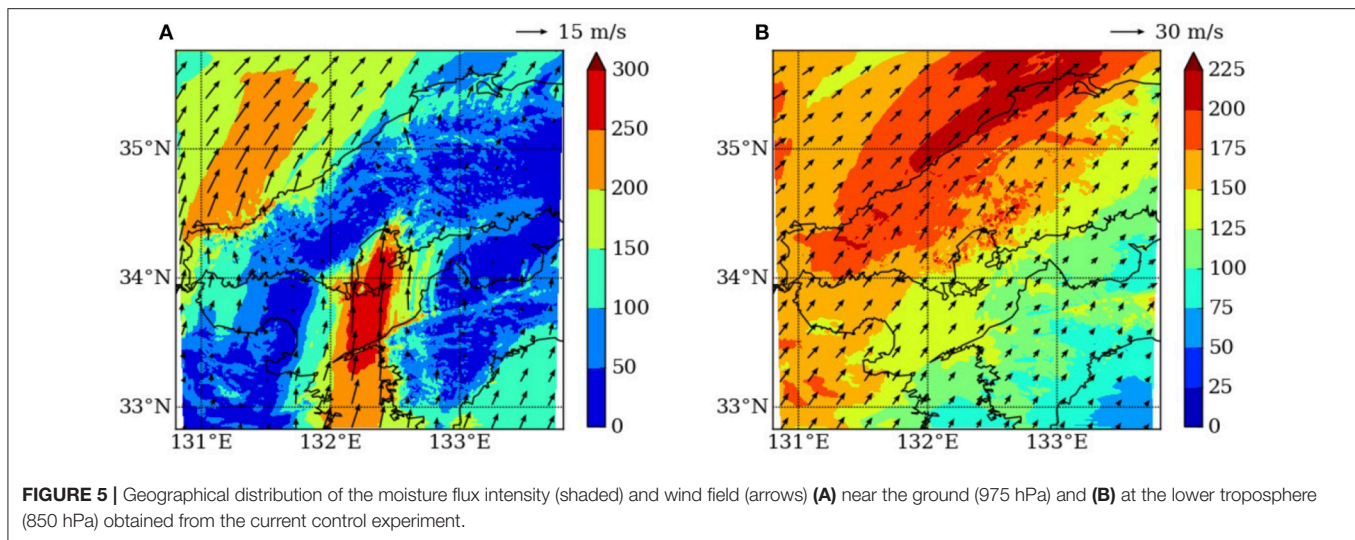 A
15 m/s
300
250
200
150
100
50
0
35°N
34°N
33°N
131°E
132°E
133°E
B
30 m/s
225
200
175
150
125
100
75
50
25
0
35°N
34°N
33°N
131°E
132°E
133°E
FIGURE 5 | Geographical distribution of the moisture flux intensity (shaded) and wind field (arrows) (A) near the ground (975 hPa) and (B) at the lower troposphere
(850 hPa) obtained from the current control experiment.